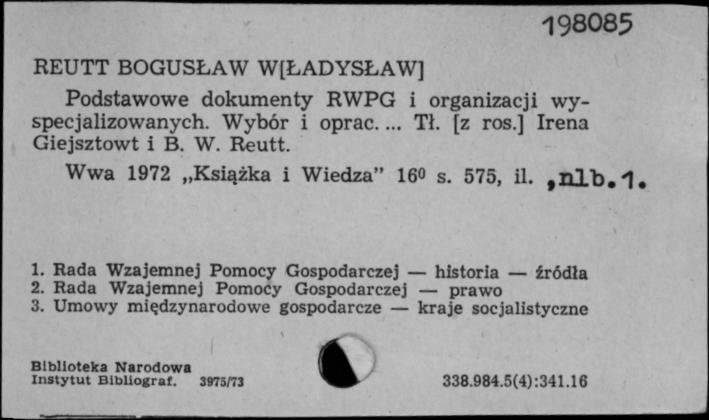 198085
REUTT BOGUSŁAW W[ŁADYSŁAW]
Podstawowe dokumenty RWPG i organizacji wy-
specjalizowanych. Wybór i oprac. ... Tł. [z ros.] Irena
Giejsztowt i B. W. Reutt.
Wwa 1972 „Książka i Wiedza” 16⁰ s. 575, il. ,nlb.1.
1. Rada Wzajemnej Pomocy Gospodarczej — historia — źródła
2. Rada Wzajemnej Pomocy Gospodarczej — prawo
3. Umowy międzynarodowe gospodarcze — kraje socjalistyczne
Biblioteka Narodowa
Instytut Bibliograf. 3975/73 338.984.5(4):341.16